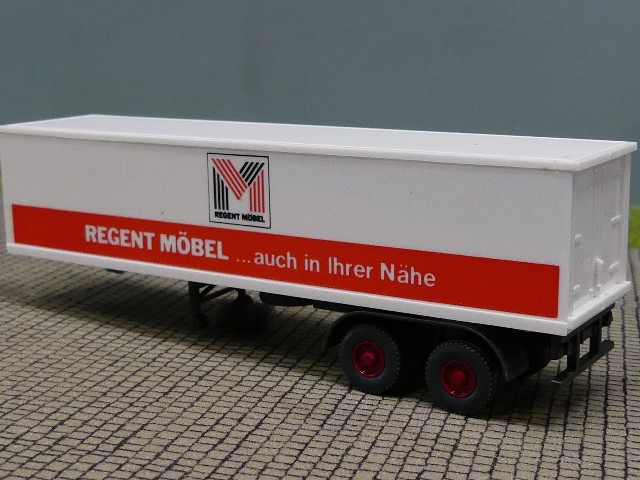 REGENT MÖBEL
REGENT MÖBEL ...auch in Ihrer Nähe